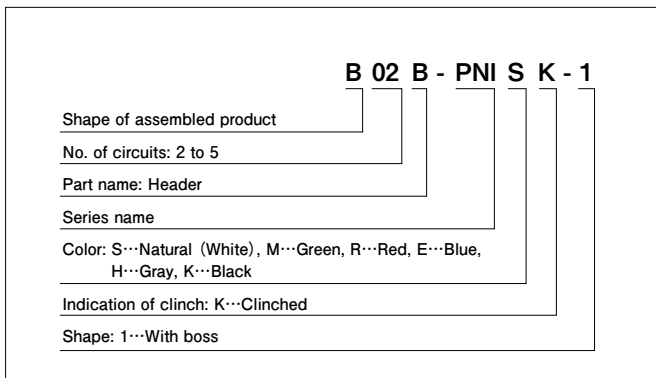 B 02 B - PNI S K - 1
Shape of assembled product
No. of circuits: 2 to 5
Part name: Header
Series name
Color: S…Natural (White), M…Green, R…Red, E…Blue,
H…Gray, K…Black
Indication of clinch: K…Clinched
Shape: 1…With boss